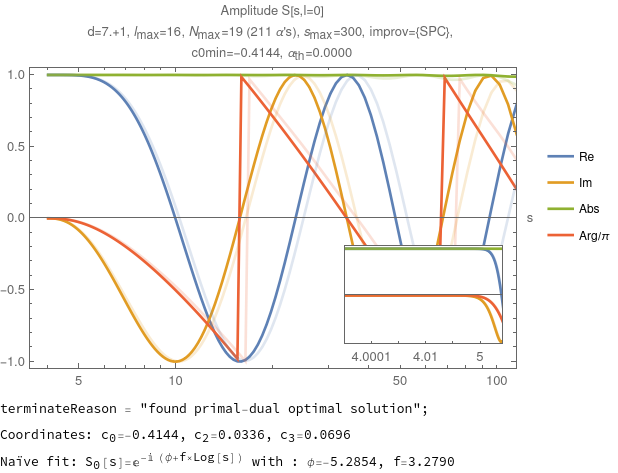 Amplitude S[s,l=0]
d=7.+1, lmax=16, Nmax=19 (211 α's), smax=300, improv={SPC},
c0min=-0.4144, αth=0.0000
1.0
0.5
0.0
-0.5
-1.0
5
10
50
100
s
Re
Im
Abs
Arg/π
4.0001
4.01
5
terminateReason = "found primal-dual optimal solution";
Coordinates: c0=-0.4144, c2=0.0336, c3=0.0696
Naïve fit: S0[s]=e^-i (ϕ+f×Log[s]) with : ϕ=-5.2854, f=3.2790